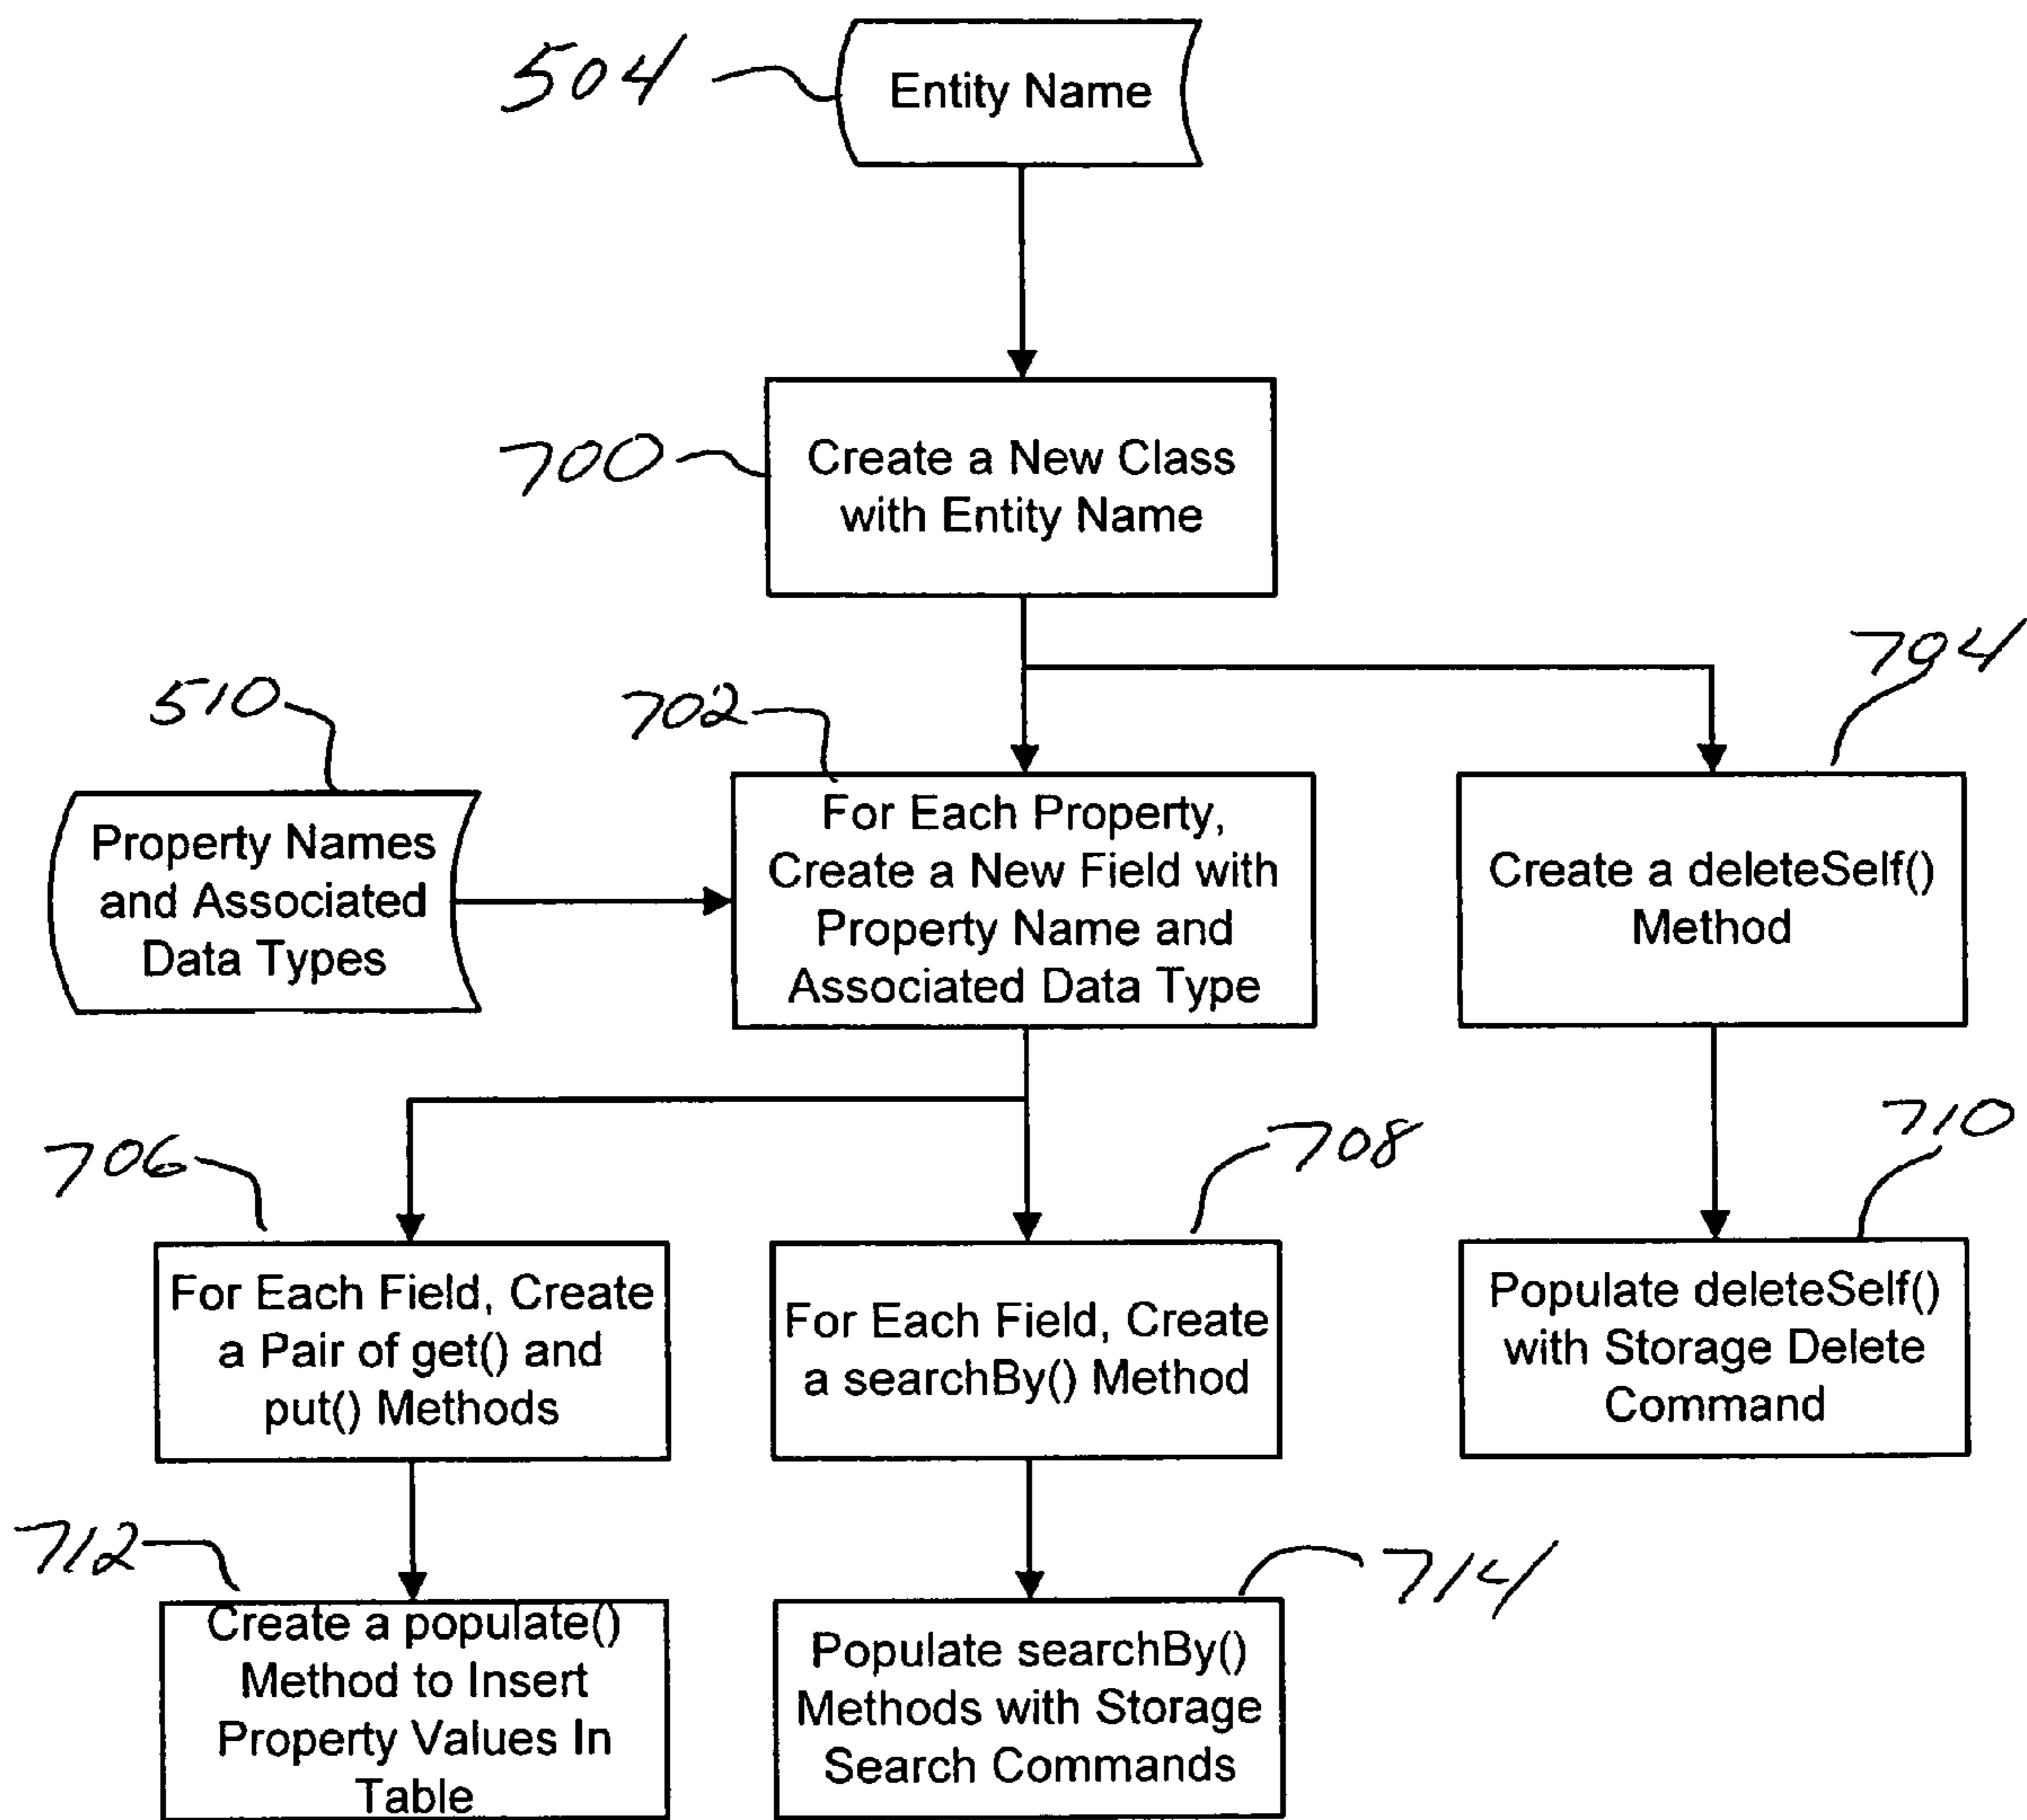 504
Entity Name
700
Create a New Class
with Entity Name
794
510
702
Property Names
and Associated
Data Types
For Each Property,
Create a New Field with
Property Name and
Associated Data Type
Create a deleteSelf()
Method
706
708
710
For Each Field, Create
a Pair of get() and
put() Methods
For Each Field, Create
a searchBy() Method
Populate deleteSelf()
with Storage Delete
Command
712
714
Create a populate()
Method to Insert
Property Values In
Table
Populate searchBy()
Methods with Storage
Search Commands